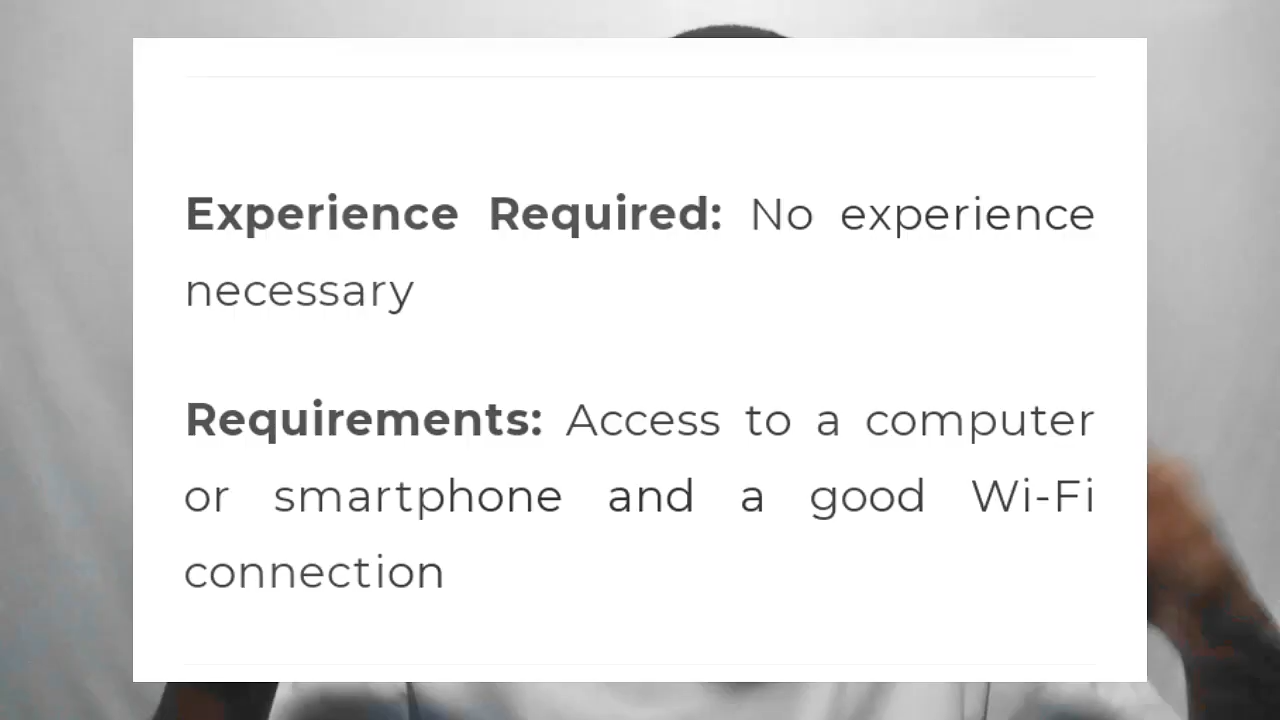 Experience Required: No experience
necessary
Requirements: Access to a computer
or smartphone and a good Wi-Fi
connection